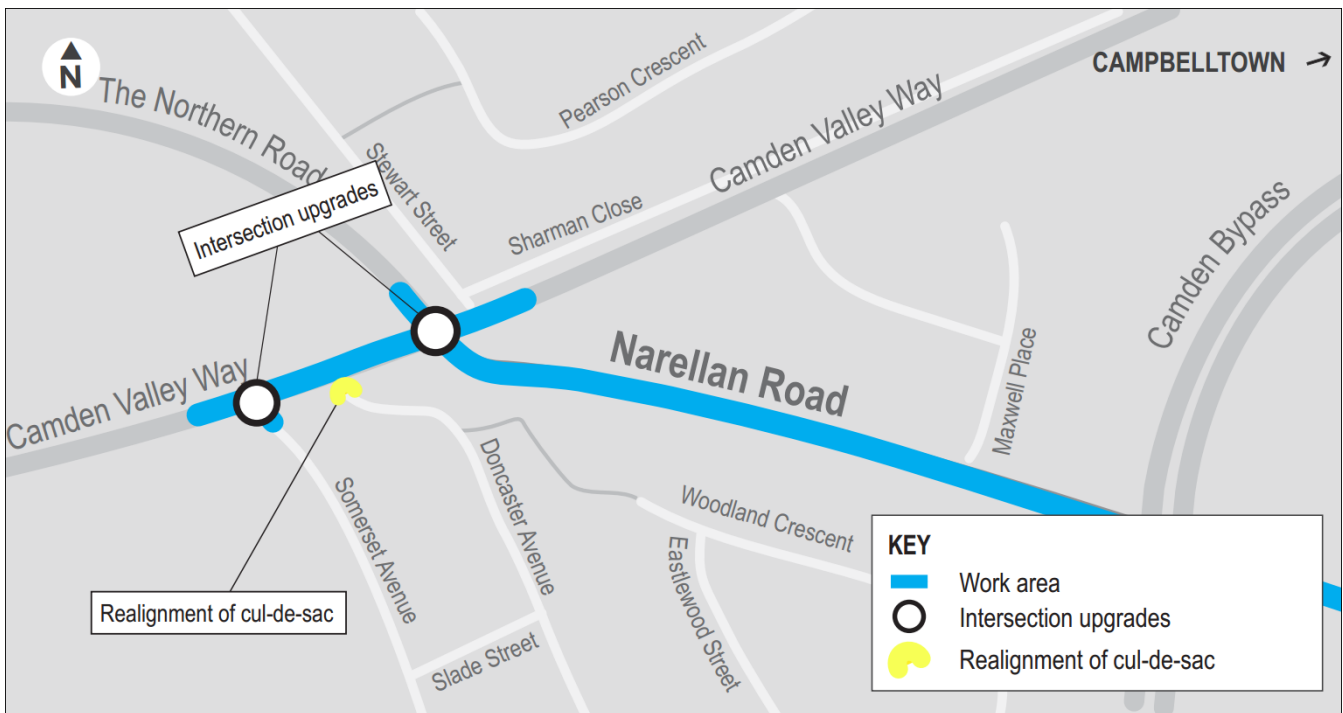 N
The Northern Road
Pearson Crescent
CAMPBELLTOWN
Camden Valley Way
Stewart Street
Intersection upgrades
Sharman Close
Camden Bypass
Narellan Road
Maxwell Place
Camden Valley Way
Doncaster Avenue
Somerset Avenue
Woodland Crescent
Eastlewood Street
Realignment of cul-de-sac
Slade Street
KEY
Work area
Intersection upgrades
Realignment of cul-de-sac